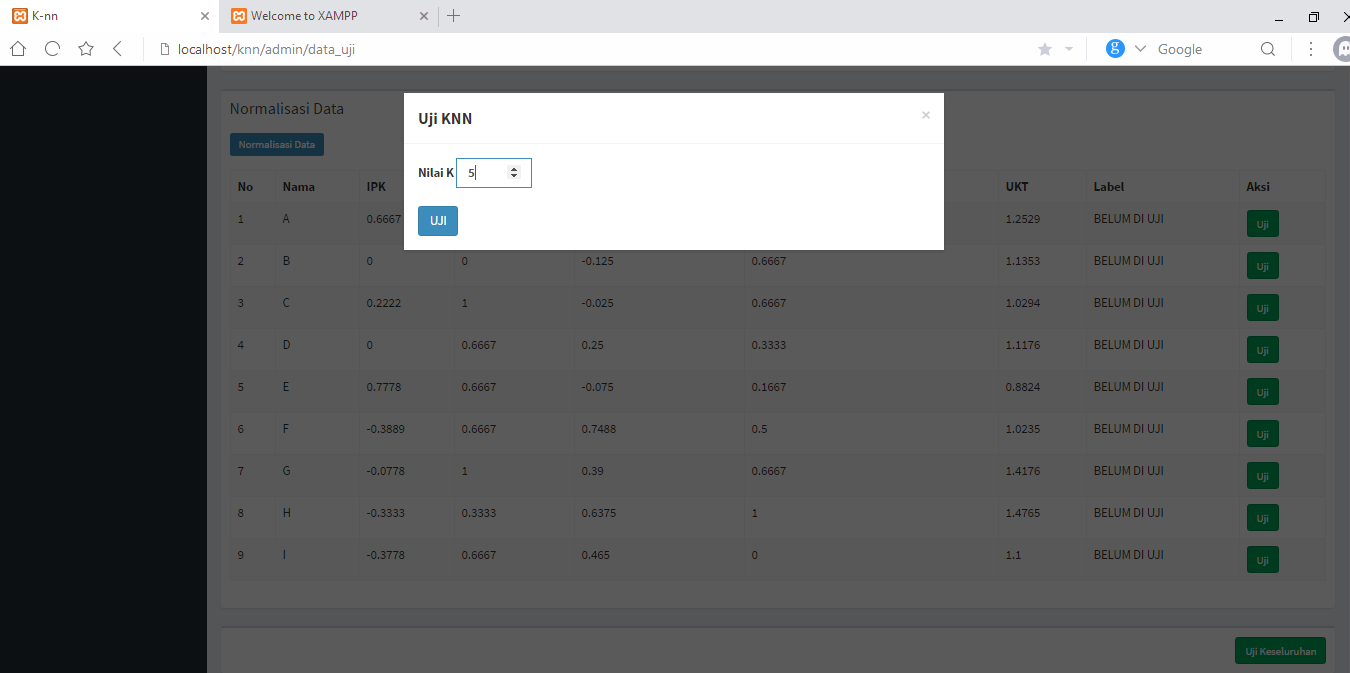 K-nn
Welcome to XAMPP
localhost/knn/admin/data_uji
g Google
Normalisasi Data
Normalisasi Data
Uji KNN ×
Nilai K 5
UJI
No Nama IPK UKT Label Aksi
1 A 0.6667 1.2529 BELUM DI UJI Uji
2 B 0 0 -0.125 0.6667 1.1353 BELUM DI UJI Uji
3 C 0.2222 1 -0.025 0.6667 1.0294 BELUM DI UJI Uji
4 D 0 0.6667 0.25 0.3333 1.1176 BELUM DI UJI Uji
5 E 0.7778 0.6667 -0.075 0.1667 0.8824 BELUM DI UJI Uji
6 F -0.3889 0.6667 0.7488 0.5 1.0235 BELUM DI UJI Uji
7 G -0.0778 1 0.39 0.6667 1.4176 BELUM DI UJI Uji
8 H -0.3333 0.3333 0.6375 1 1.4765 BELUM DI UJI Uji
9 I -0.3778 0.6667 0.465 0 1.1 BELUM DI UJI Uji
Uji Keseluruhan